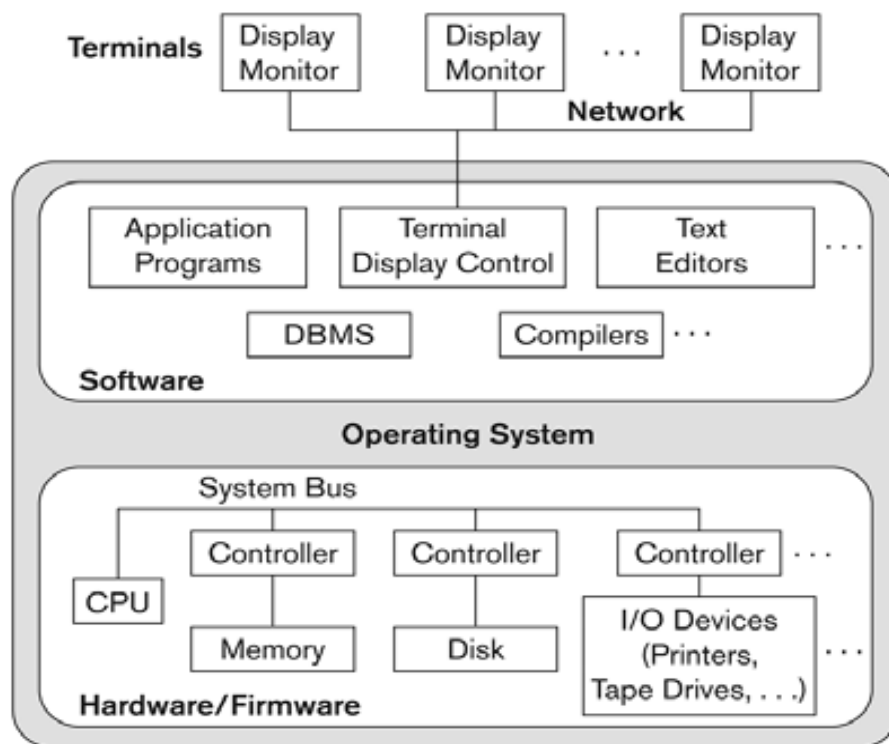 Terminals
Display
Monitor
Display
Monitor
. . .
Display
Monitor
Network
Application
Programs
Terminal
Display Control
Text
Editors
. . .
DBMS
Compilers
. . .
Software
Operating System
System Bus
Controller
Controller
Controller
. . .
CPU
Memory
Disk
I/O Devices
(Printers,
Tape Drives, . . .)
. . .
Hardware/Firmware